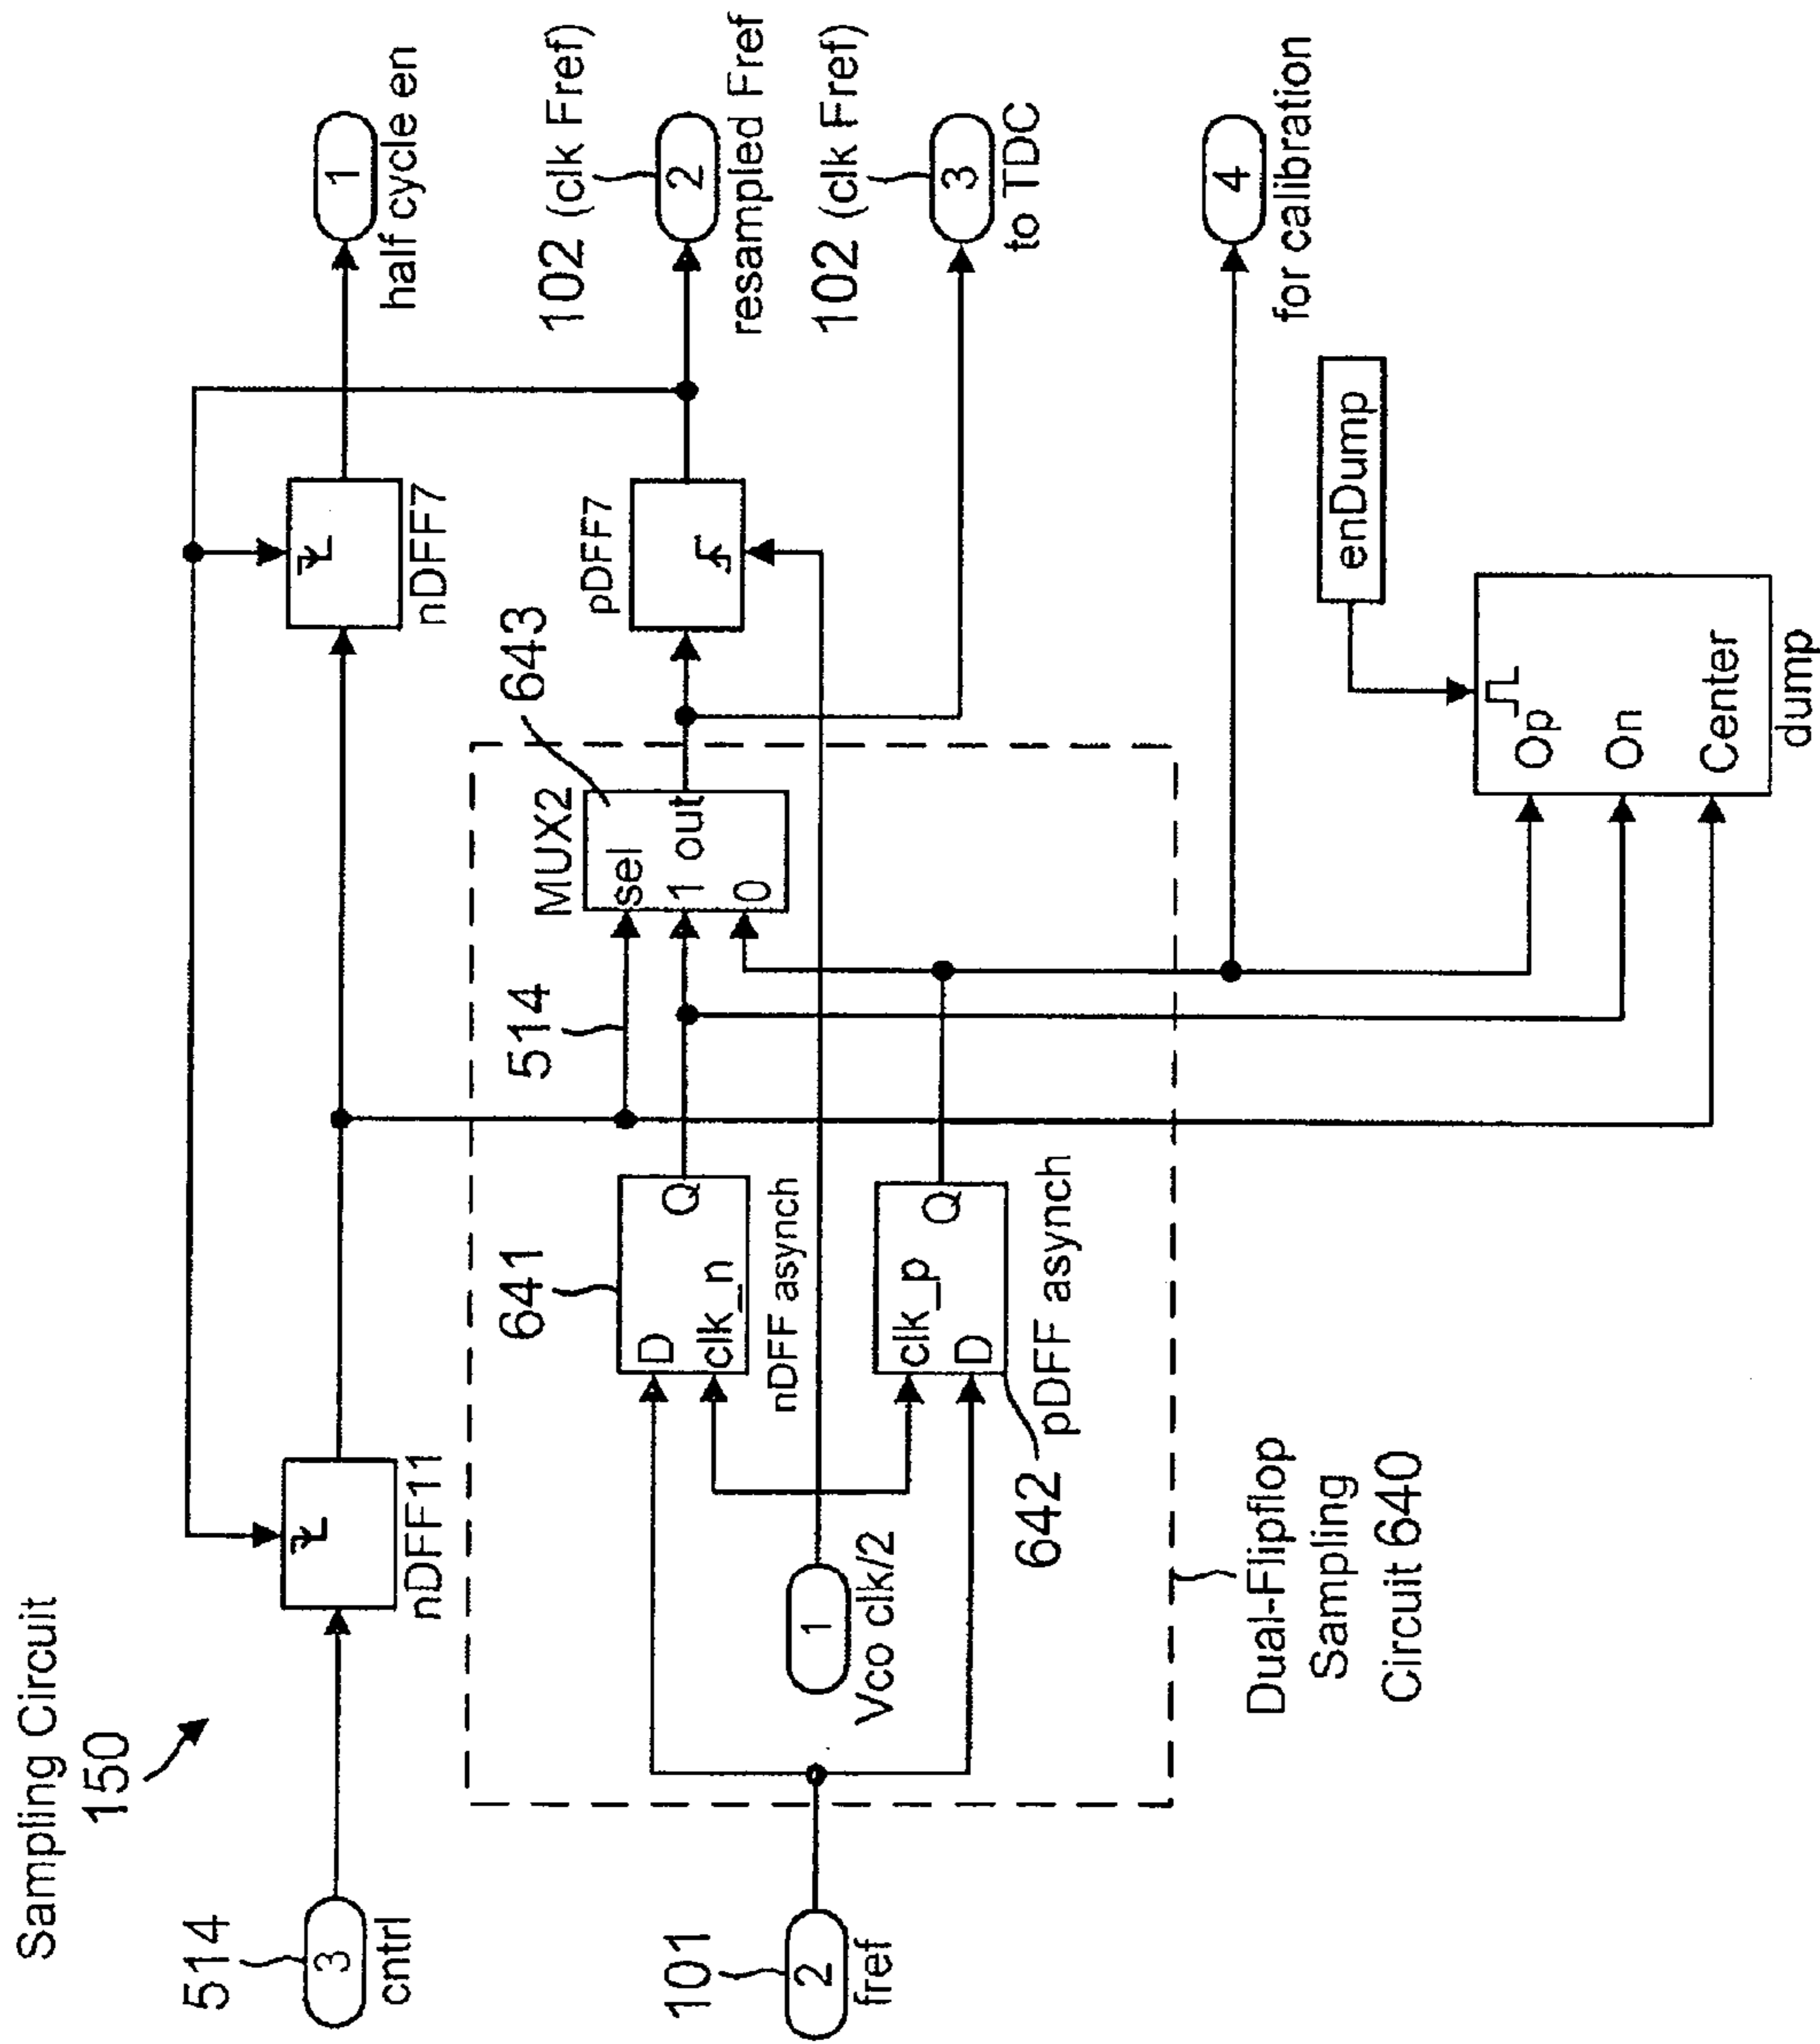 Sampling Circuit
150
514
3
cntrl
nDFF11
nDFF7
1
half cycle en
101
2
fref
1
Vco clk/2
641
D
Q
clk_n
nDFF asynch
clk_p
Q
D
642
pDFF asynch
514
MUX2
643
sel
1 out
0
pDFF7
102 (clk Fref)
2
resampled Fref
102 (clk Fref)
3
to TDC
4
for calibration
enDump
Op
On
Center
dump
Dual-Flipflop
Sampling
Circuit 640